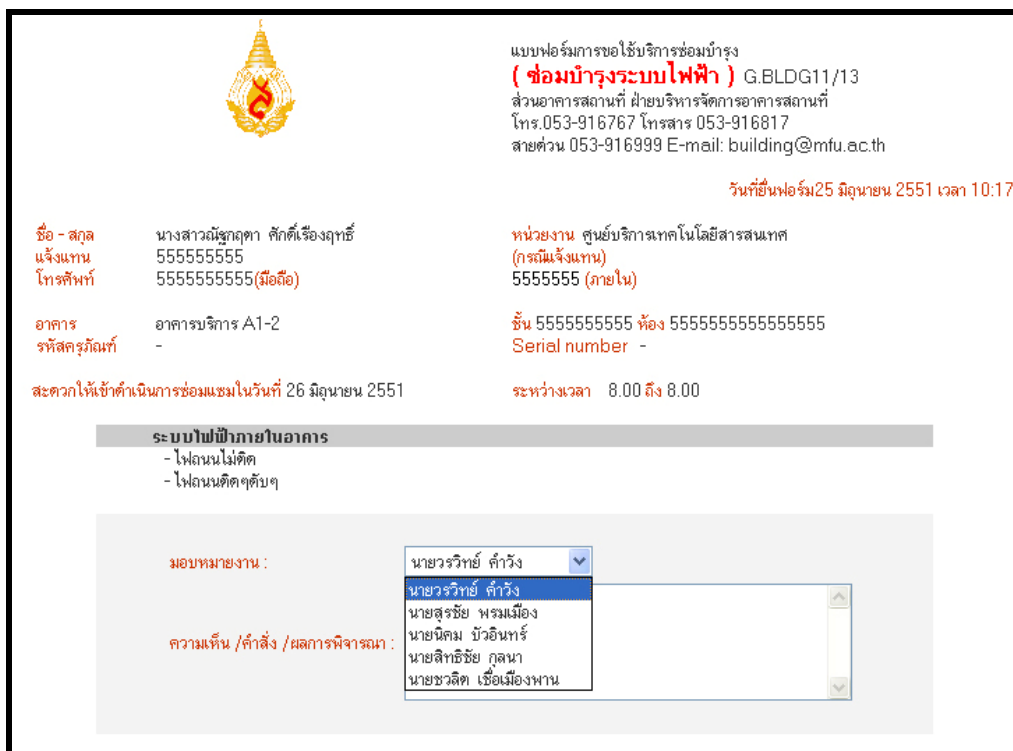 แบบฟอร์มการขอใช้บริการซ่อมบำรุง
( ซ่อมบำรุงระบบไฟฟ้า ) G.BLDG11/13
ส่วนอาคารสถานที่ ฝ่ายบริหารจัดการอาคารสถานที่
โทร.053-916767 โทรสาร 053-916817
สายด่วน 053-916999 E-mail: building@mfu.ac.th
วันที่ยื่นฟอร์ม25 มิถุนายน 2551 เวลา 10:17
ชื่อ - สกุล นางสาวณัฐกฤตา ศักดิ์เรืองฤทธิ์ หน่วยงาน ศูนย์บริการเทคโนโลยีสารสนเทศ
แจ้งแทน 555555555 (กรณีแจ้งแทน)
โทรศัพท์ 5555555555(มือถือ) 5555555 (ภายใน)
อาคาร อาคารบริการ A1-2 ชั้น 5555555555 ห้อง 5555555555555555
รหัสครุภัณฑ์ - Serial number -
สะดวกให้เข้าดำเนินการซ่อมแซมในวันที่ 26 มิถุนายน 2551 ระหว่างเวลา 8.00 ถึง 8.00
ระบบไฟฟ้าภายในอาคาร
- ไฟถนนไม่ติด
- ไฟถนนติดๆดับๆ
มอบหมายงาน : นายวรวิทย์ คำวัง
นายวรวิทย์ คำวัง
นายสุรชัย พรมเมือง
นายนิคม บัวอินทร์
ความเห็น /คำสั่ง /ผลการพิจารณา :
นายสิทธิชัย กุลนา
นายชวลิต เชื้อเมืองพาน